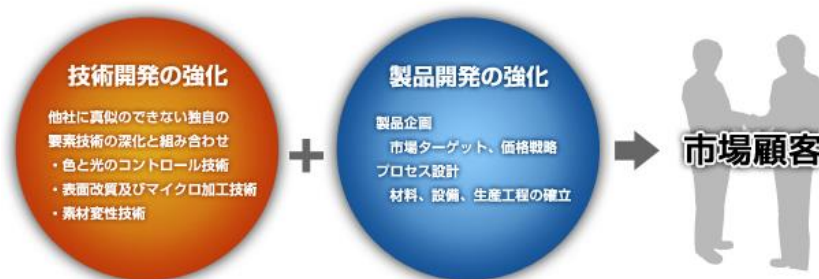 技術開発の強化
他社に真似のできない独自の
要素技術の深化と組み合わせ
・色と光のコントロール技術
・表面改質及びマイクロ加工技術
・素材変性技術
+
製品開発の強化
製品企画
市場ターゲット、価格戦略
プロセス設計
材料、設備、生産工程の確立
市場顧客